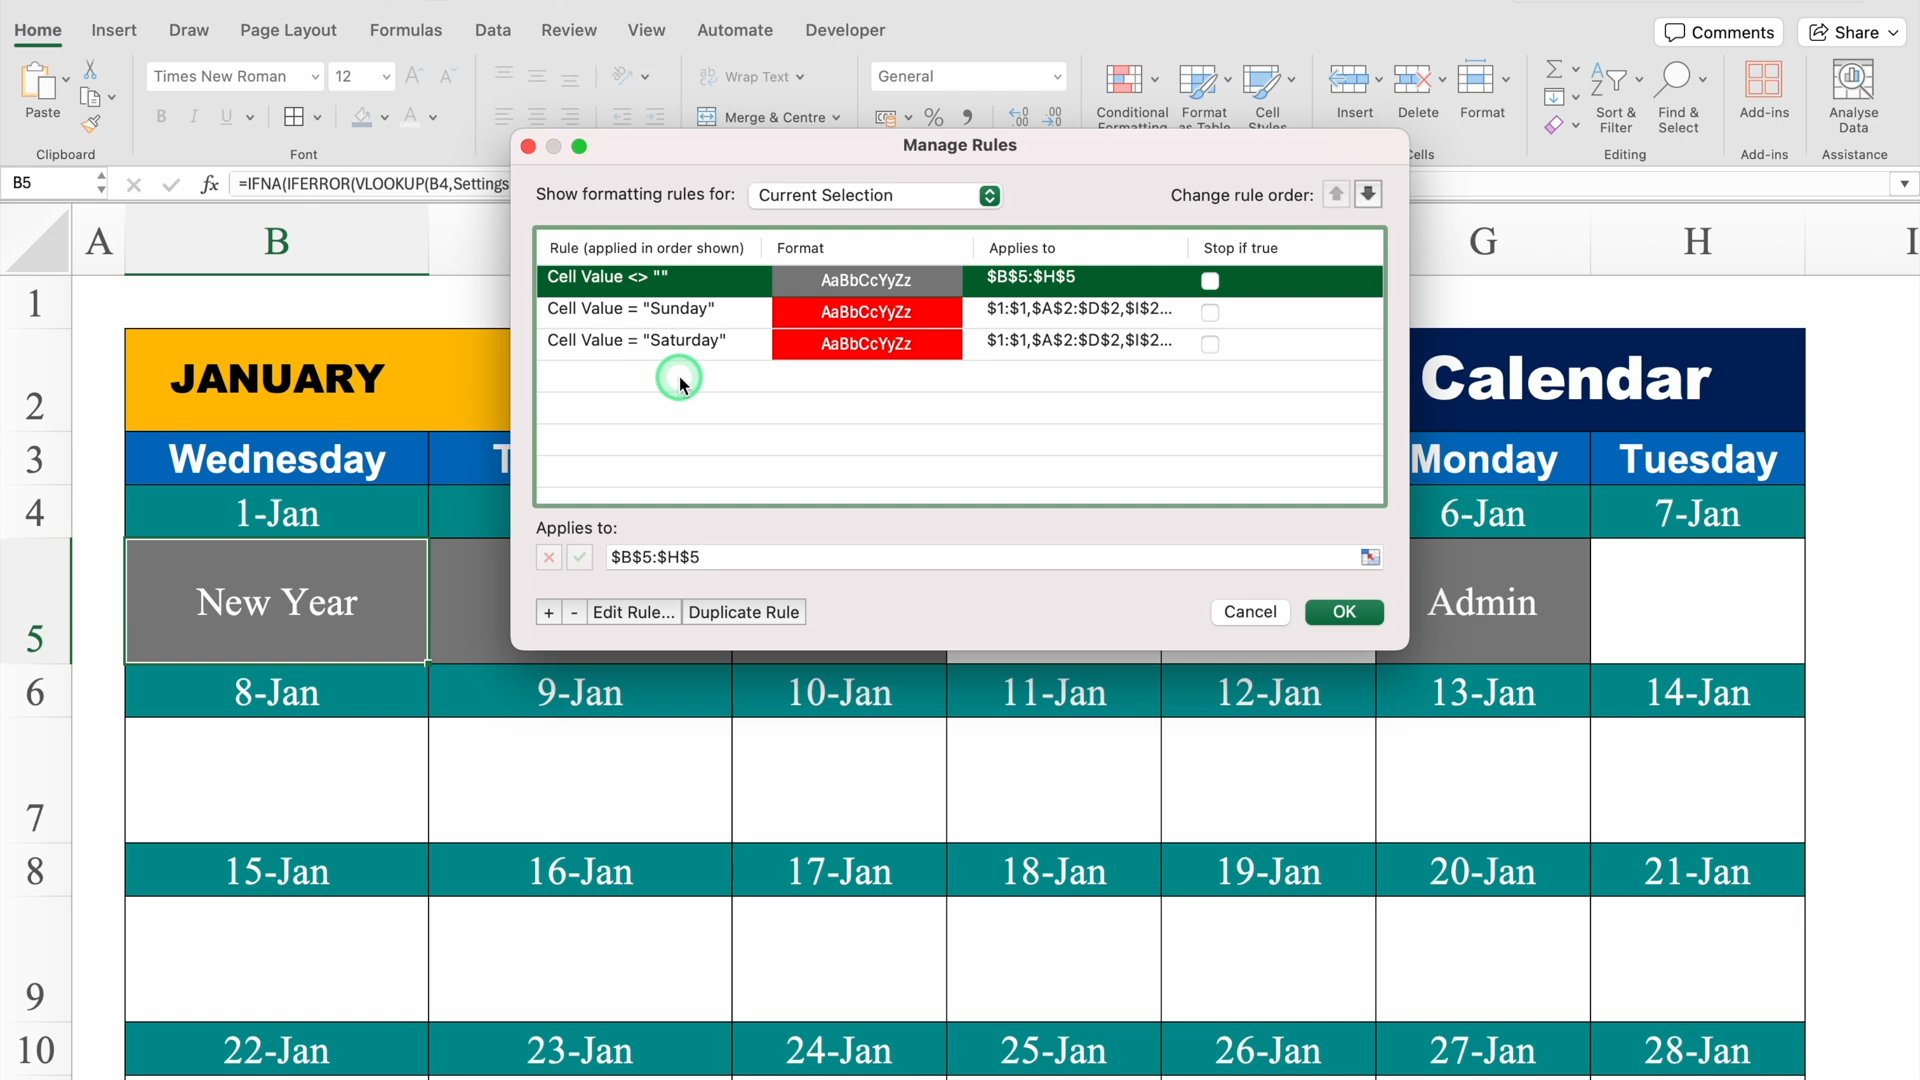 Home Insert Draw Page Layout Formulas Data Review View Automate Developer Comments Share
Times New Roman 12 Wrap Text General
Paste B I U Merge & Centre % Conditional Format Cell Insert Delete Format Sort & Find & Add-ins Analyse
Filter Select Data
Clipboard Font Editing Add-ins Assistance
B5 fx =IFNA(IFERROR(VLOOKUP(B4,Settings
Manage Rules
Show formatting rules for: Current Selection Change rule order:
Rule (applied in order shown) Format Applies to Stop if true
Cell Value <> "" AaBbCcYyZz $B$5:$H$5
Cell Value = "Sunday" AaBbCcYyZz $1:$1,$A$2:$D$2,$I$2...
Cell Value = "Saturday" AaBbCcYyZz $1:$1,$A$2:$D$2,$I$2...
Applies to:
$B$5:$H$5
+ - Edit Rule... Duplicate Rule Cancel OK
A B G H I
1
2 JANUARY Calendar
3 Wednesday Monday Tuesday
4 1-Jan 6-Jan 7-Jan
5 New Year Admin
6 8-Jan 9-Jan 10-Jan 11-Jan 12-Jan 13-Jan 14-Jan
7
8 15-Jan 16-Jan 17-Jan 18-Jan 19-Jan 20-Jan 21-Jan
9
10 22-Jan 23-Jan 24-Jan 25-Jan 26-Jan 27-Jan 28-Jan